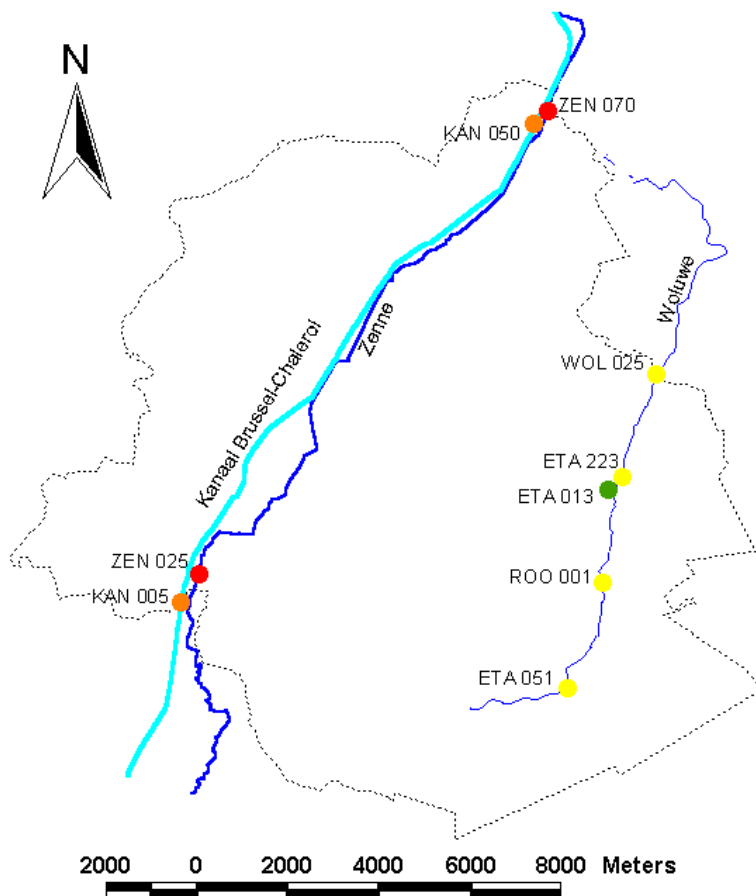 N
ZEN 070
KAN 050
Woluwe
Zenne
WOL 025
Kanaal Brussel-Chaleroi
ETA 223
ETA 013
ZEN 025
ROO 001
KAN 005
ETA 051
2000 0 2000 4000 6000 8000 Meters